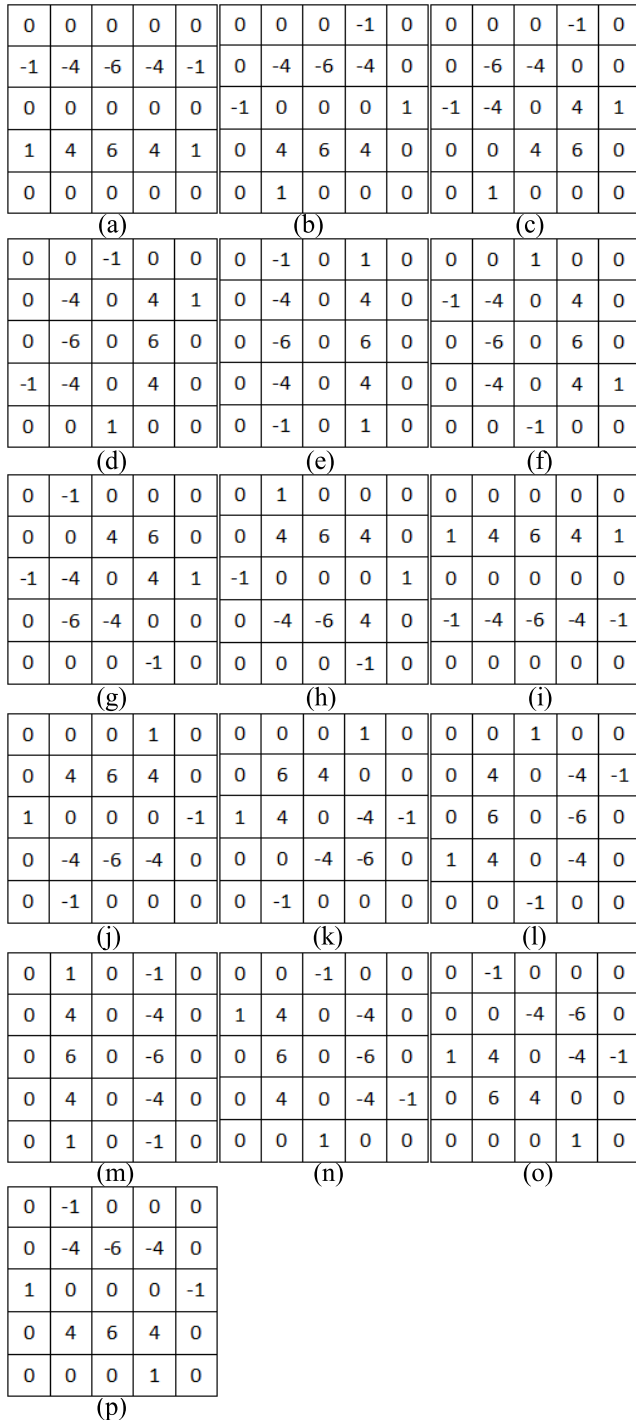 0 0 0 0 0 0 0 0 -1 0 0 0 0 -1 0
-1 -4 -6 -4 -1 0 -4 -6 -4 0 0 -6 -4 0 0
0 0 0 0 0 -1 0 0 0 1 -1 -4 0 4 1
1 4 6 4 1 0 4 6 4 0 0 0 4 6 0
0 0 0 0 0 0 1 0 0 0 0 1 0 0 0
(a) (b) (c)
0 0 -1 0 0 0 -1 0 1 0 0 0 1 0 0
0 -4 0 4 1 0 -4 0 4 0 -1 -4 0 4 0
0 -6 0 6 0 0 -6 0 6 0 0 -6 0 6 0
-1 -4 0 4 0 0 -4 0 4 0 0 -4 0 4 1
0 0 1 0 0 0 -1 0 1 0 0 0 -1 0 0
(d) (e) (f)
0 -1 0 0 0 0 1 0 0 0 0 0 0 0 0
0 0 4 6 0 0 4 6 4 0 1 4 6 4 1
-1 -4 0 4 1 -1 0 0 0 1 0 0 0 0 0
0 -6 -4 0 0 0 -4 -6 4 0 -1 -4 -6 -4 -1
0 0 0 -1 0 0 0 0 -1 0 0 0 0 0 0
(g) (h) (i)
0 0 0 1 0 0 0 0 1 0 0 0 1 0 0
0 4 6 4 0 0 6 4 0 0 0 4 0 -4 -1
1 0 0 0 -1 1 4 0 -4 -1 0 6 0 -6 0
0 -4 -6 -4 0 0 0 -4 -6 0 1 4 0 -4 0
0 -1 0 0 0 0 -1 0 0 0 0 0 -1 0 0
(j) (k) (l)
0 1 0 -1 0 0 0 -1 0 0 0 -1 0 0 0
0 4 0 -4 0 1 4 0 -4 0 0 0 -4 -6 0
0 6 0 -6 0 0 6 0 -6 0 1 4 0 -4 -1
0 4 0 -4 0 0 4 0 -4 -1 0 6 4 0 0
0 1 0 -1 0 0 0 1 0 0 0 0 0 1 0
(m) (n) (o)
0 -1 0 0 0
0 -4 -6 -4 0
1 0 0 0 -1
0 4 6 4 0
0 0 0 1 0
(p)